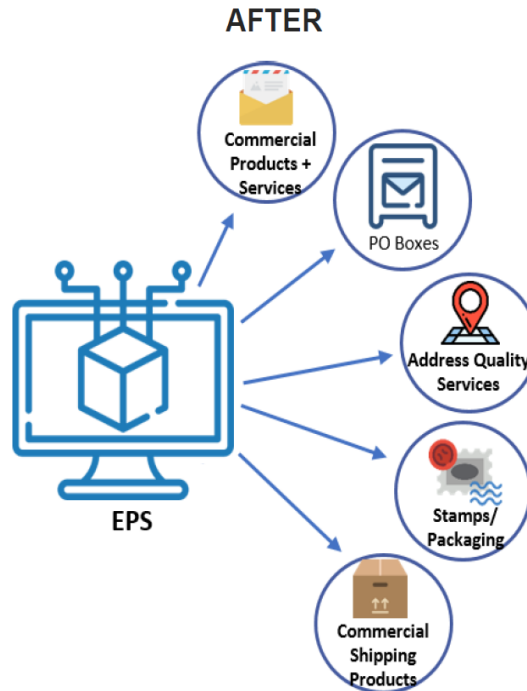 AFTER
Commercial
Products +
Services
PO Boxes
Address Quality
Services
EPS
Stamps/
Packaging
Commercial
Shipping
Products